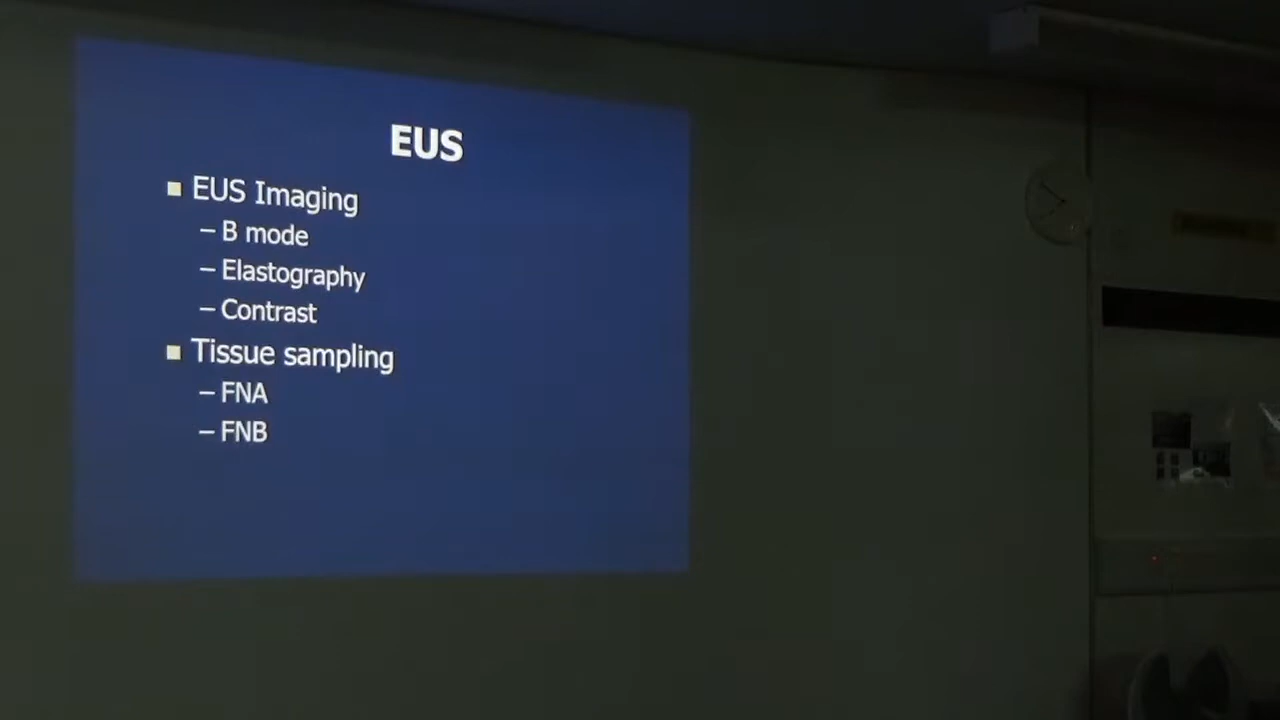 EUS
EUS Imaging
– B mode
– Elastography
– Contrast
Tissue sampling
– FNA
– FNB